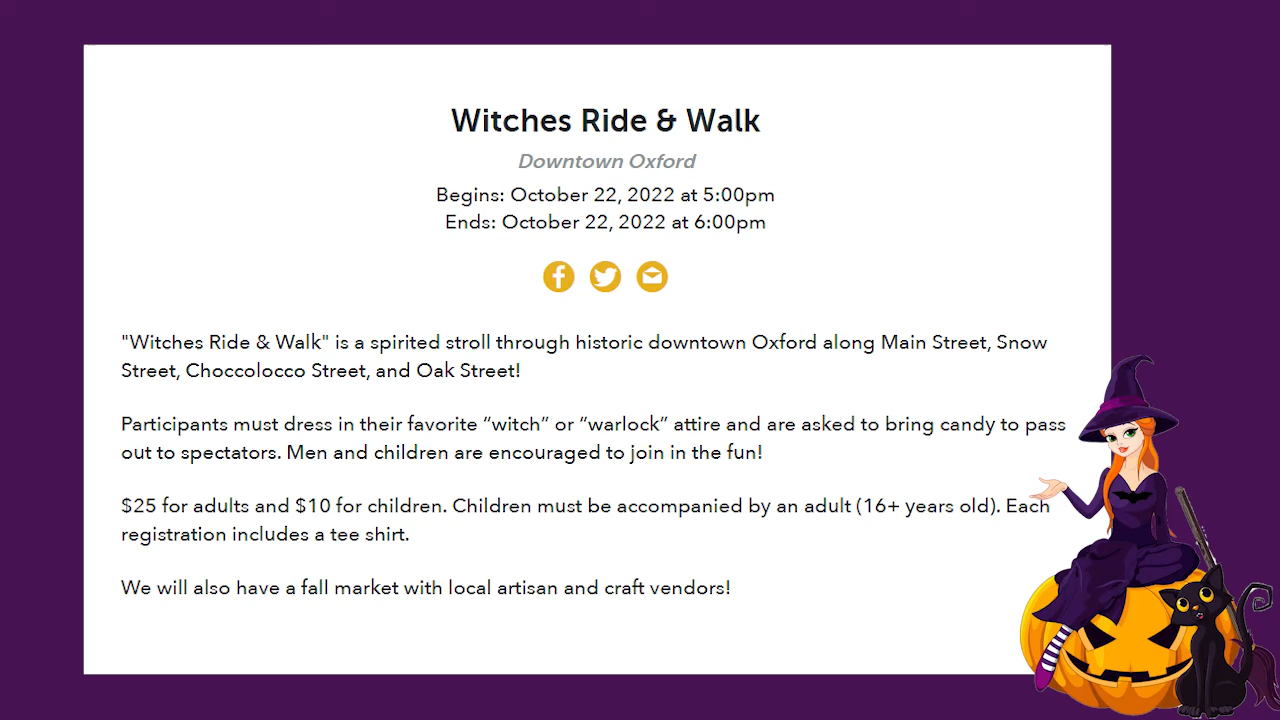 Witches Ride & Walk
Downtown Oxford
Begins: October 22, 2022 at 5:00pm
Ends: October 22, 2022 at 6:00pm
"Witches Ride & Walk" is a spirited stroll through historic downtown Oxford along Main Street, Snow
Street, Choccolocco Street, and Oak Street!
Participants must dress in their favorite “witch” or “warlock” attire and are asked to bring candy to pass
out to spectators. Men and children are encouraged to join in the fun!
$25 for adults and $10 for children. Children must be accompanied by an adult (16+ years old). Each
registration includes a tee shirt.
We will also have a fall market with local artisan and craft vendors!